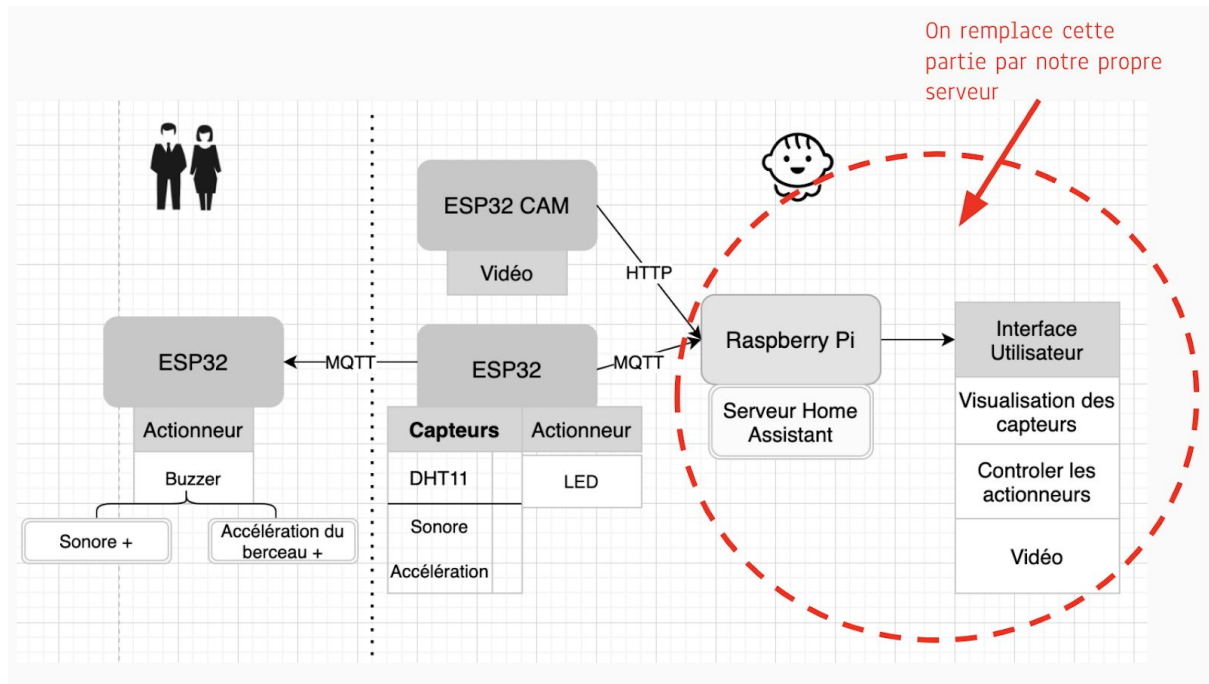 On remplace cette
partie par notre propre
serveur
ESP32 CAM
Vidéo
HTTP
ESP32
MQTT
ESP32
MQTT
Raspberry Pi
Serveur Home
Assistant
Interface
Utilisateur
Visualisation des
capteurs
Controler les
actionneurs
Vidéo
Actionneur
Buzzer
Sonore +
Accélération du
berceau +
Capteurs
Actionneur
DHT11
LED
Sonore
Accélération